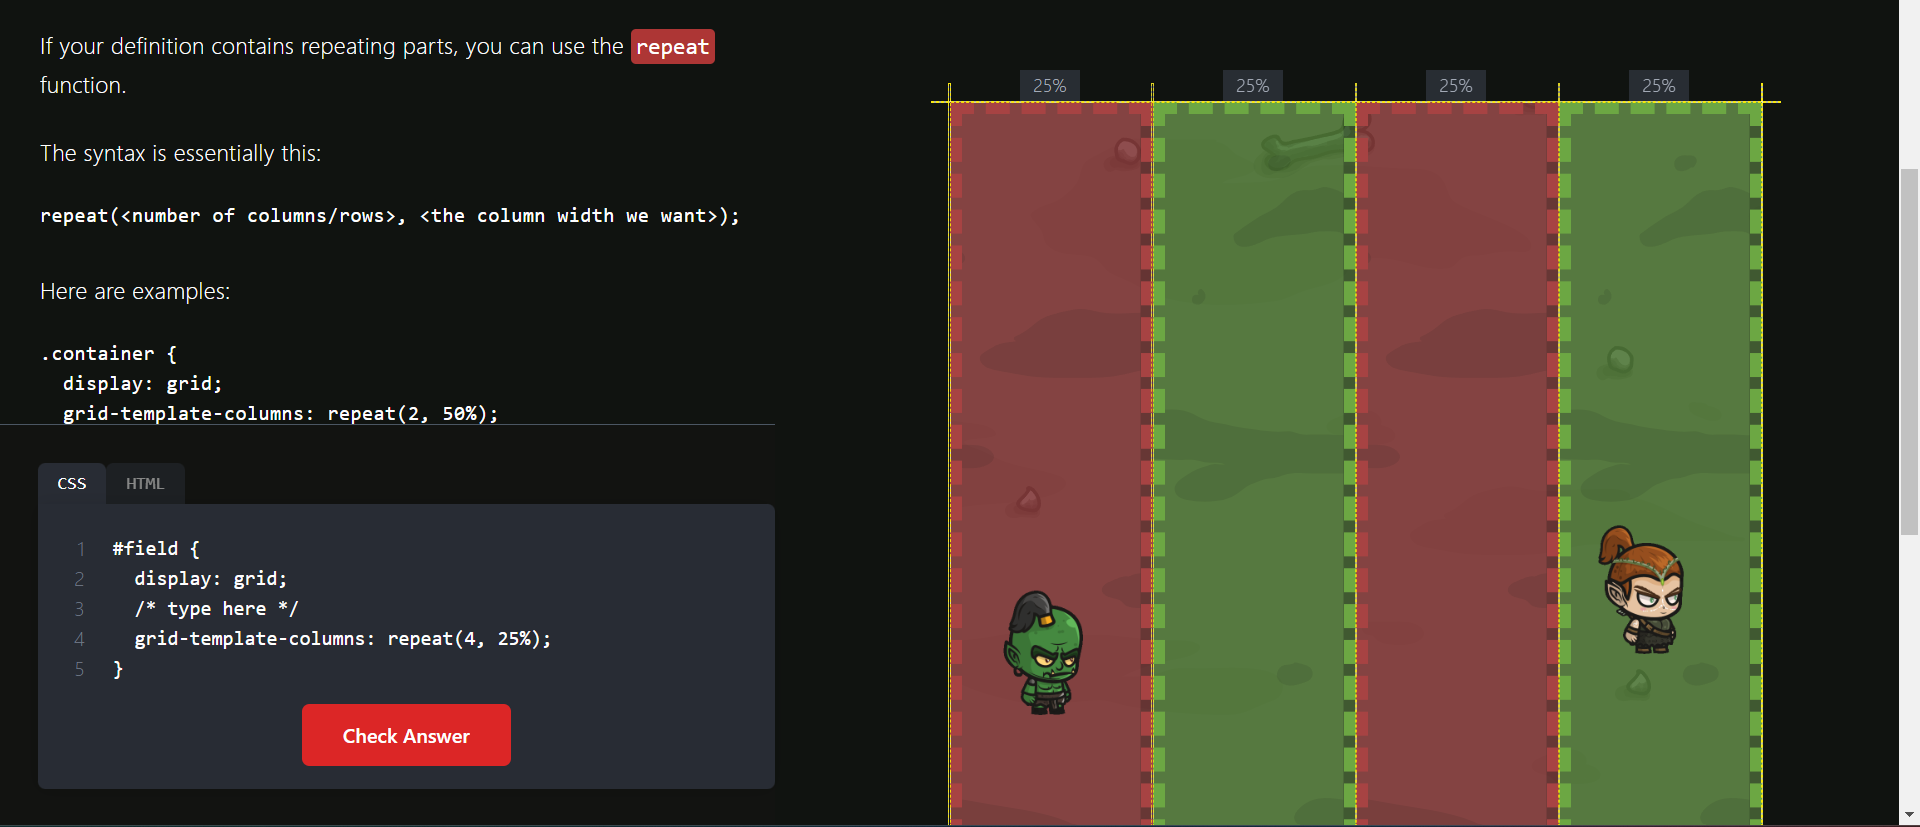 If your definition contains repeating parts, you can use the repeat
function.
The syntax is essentially this:
repeat(<number of columns/rows>, <the column width we want>);
Here are examples:
.container {
  display: grid;
  grid-template-columns: repeat(2, 50%);
CSS HTML
1 #field {
2   display: grid;
3   /* type here */
4   grid-template-columns: repeat(4, 25%);
5 }
Check Answer
25% 25% 25% 25%